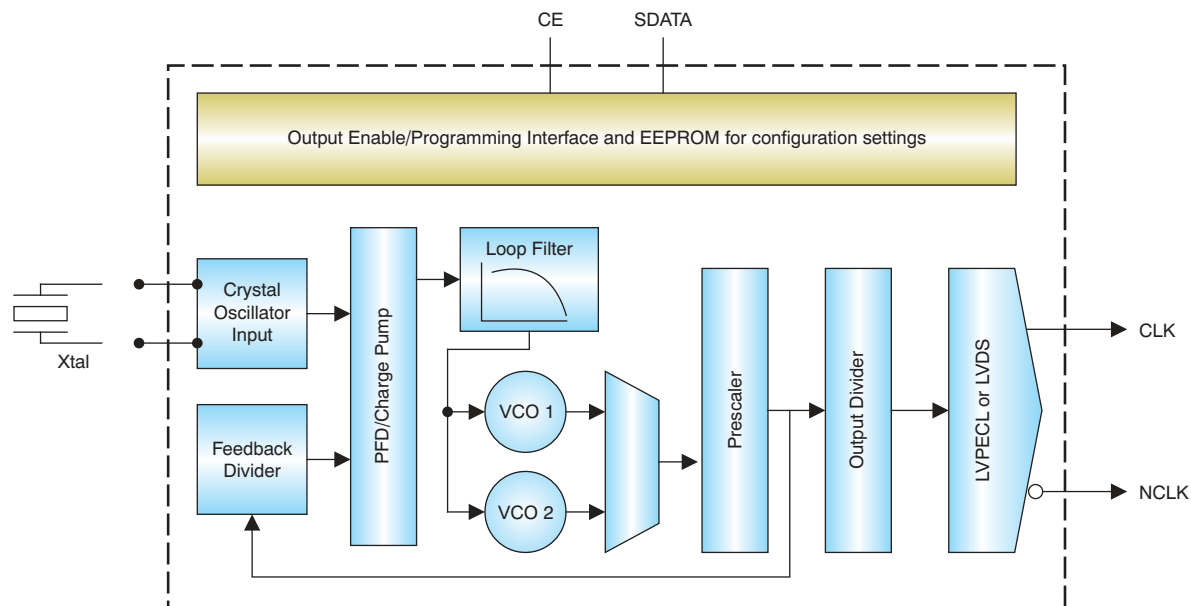 CE
SDATA
Output Enable/Programming Interface and EEPROM for configuration settings
Xtal
Crystal
Oscillator
Input
Feedback
Divider
PFD/Charge Pump
Loop Filter
VCO 1
VCO 2
Prescaler
Output Divider
LVPECL or LVDS
CLK
NCLK